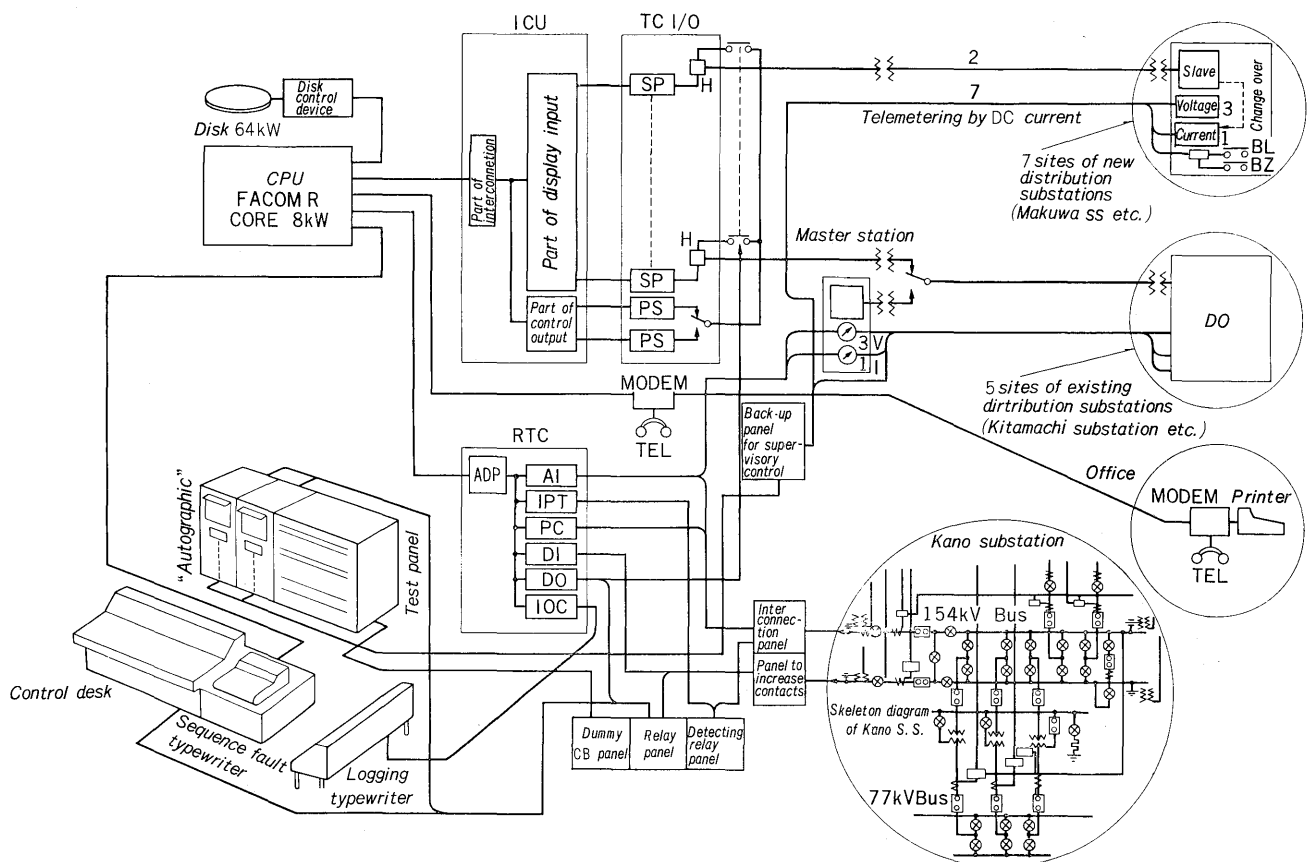 ICU
TC I/O
Disk
control
device
Disk 64kW
CPU
FACOM R
CORE 8kW
Part of
interconnetion
Part of display input
Part of
control
output
SP
H
H
SP
PS
PS
2
7
Telemetering by DC current
Slave
Voltage
3
Current
1
Change over
BL
BZ
7 sites of new
distribution
substations
(Makuwa ss etc.)
Master station
3 V
1 I
DO
5 sites of existing
dirtribution substations
(Kitamachi substation etc.)
MODEM
TEL
Back-up
panel
for super-
visory
control
RTC
ADP
AI
IPT
PC
DI
DO
IOC
Office
MODEM
Printer
TEL
"Autographic"
Test panel
Control desk
Sequence fault
typewriter
Logging
typewriter
Dummy
CB panel
Relay
panel
Detecting
relay
panel
Inter
connec-
tion
panel
Panel to
increase
contacts
Kano substation
154kV Bus
Skeleton diagram
of Kano S. S.
77kVBus